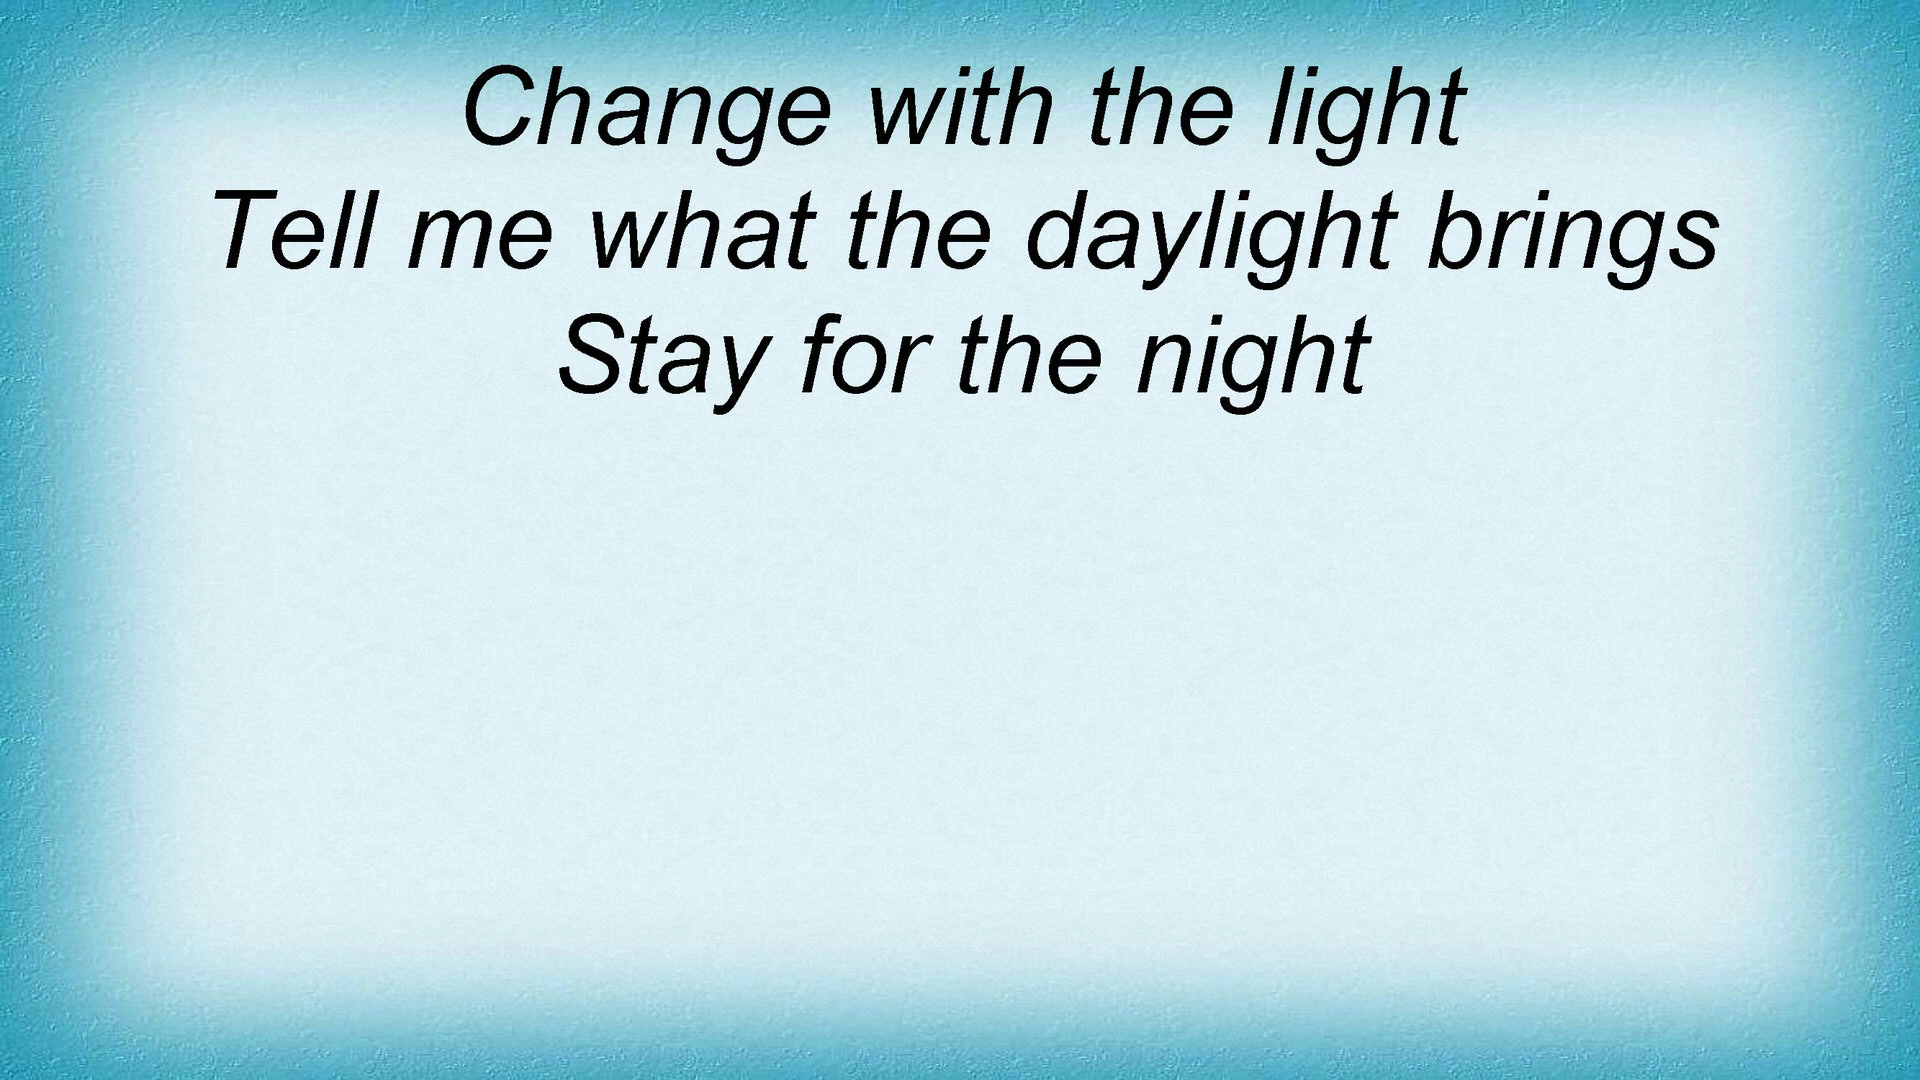 Change with the light
Tell me what the daylight brings
Stay for the night